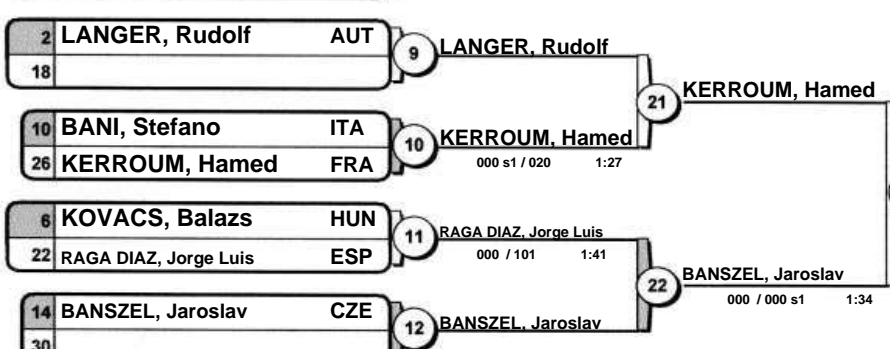 2 LANGER, Rudolf AUT
18
9
LANGER, Rudolf
10 BANI, Stefano ITA
26 KERROUM, Hamed FRA
10
KERROUM, Hamed
000 s1 / 020 1:27
21
KERROUM, Hamed
6 KOVACS, Balazs HUN
22 RAGA DIAZ, Jorge Luis ESP
11
RAGA DIAZ, Jorge Luis
000 / 101 1:41
14 BANSZEL, Jaroslav CZE
30
12
BANSZEL, Jaroslav
22
BANSZEL, Jaroslav
000 / 000 s1 1:34